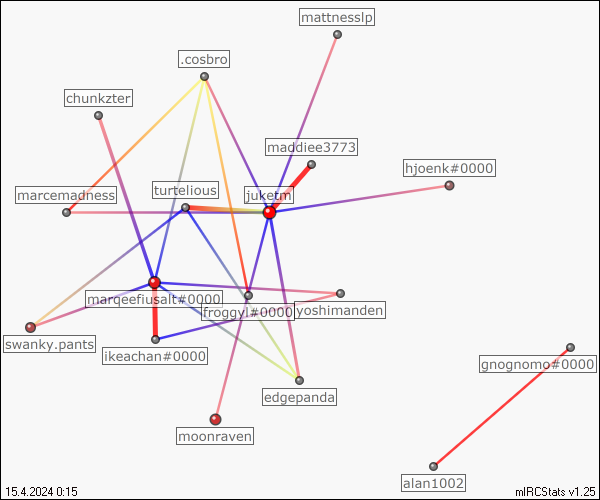 mattnesslp
.cosbro
chunkzter
maddiee3773
hjoenk#0000
turtelious
marcemadness
juketm
marqeefiusalt#0000
froggyl#0000
yoshimanden
swanky.pants
ikeachan#0000
gnognomo#0000
edgepanda
moonraven
alan1002
15.4.2024 0:15
mIRCStats v1.25